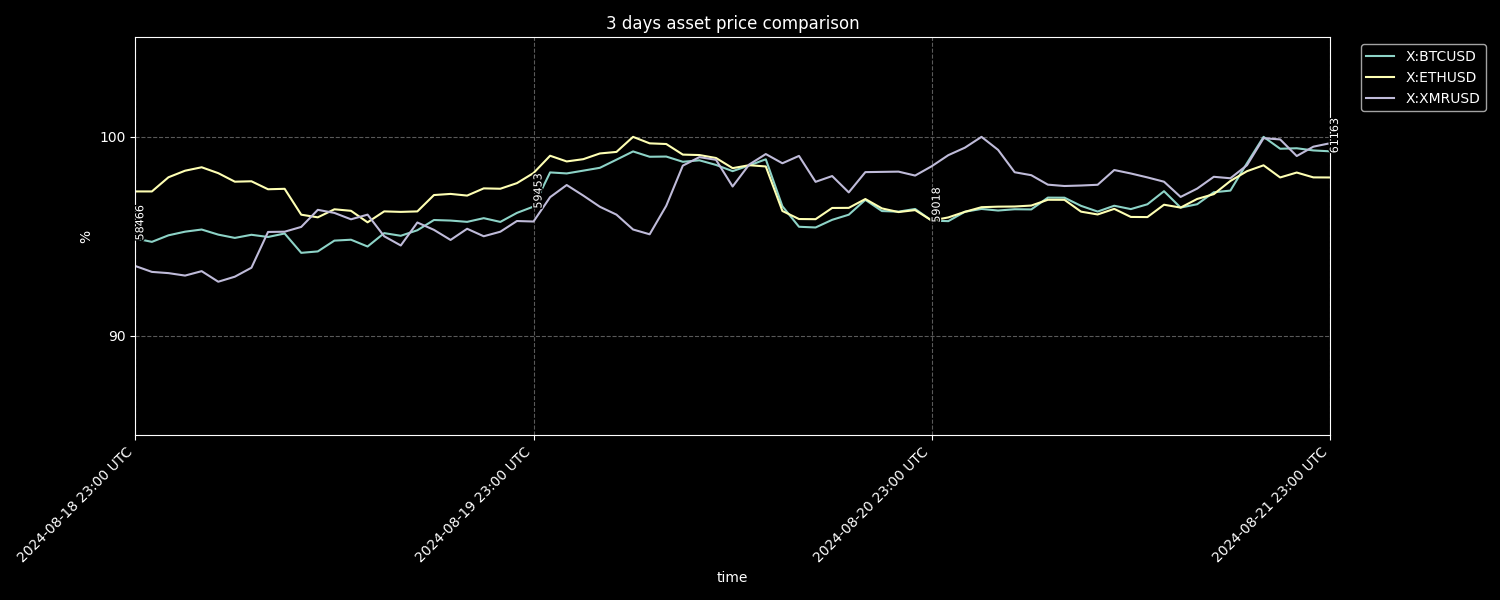 3 days asset price comparison
X:BTCUSD
X:ETHUSD
X:XMRUSD
100
90
%
58466
59453
59018
61163
2024-08-18 23:00 UTC
2024-08-19 23:00 UTC
2024-08-20 23:00 UTC
2024-08-21 23:00 UTC
time